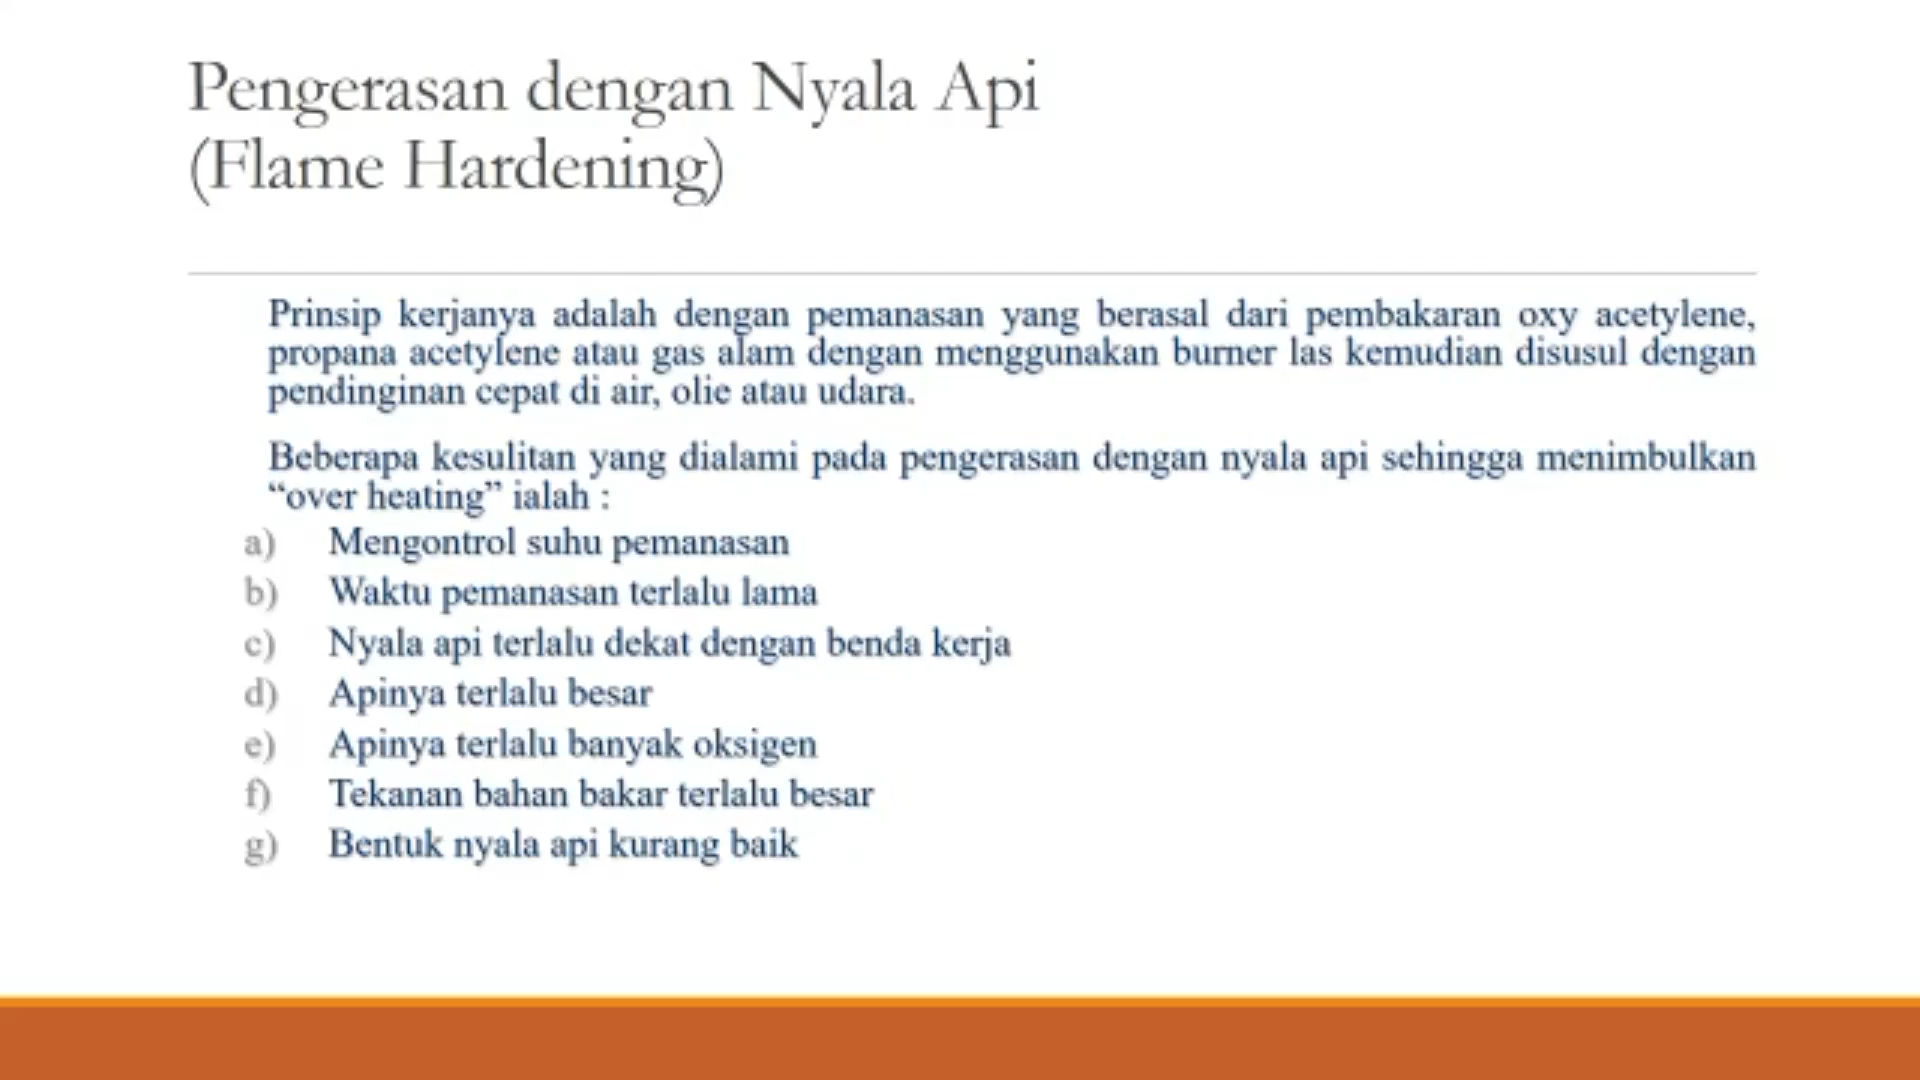 Pengerasan dengan Nyala Api
(Flame Hardening)
Prinsip kerjanya adalah dengan pemanasan yang berasal dari pembakaran oxy acetylene,
propana acetylene atau gas alam dengan menggunakan burner las kemudian disusul dengan
pendinginan cepat di air, olie atau udara.
Beberapa kesulitan yang dialami pada pengerasan dengan nyala api sehingga menimbulkan
“over heating” ialah :
a) Mengontrol suhu pemanasan
b) Waktu pemanasan terlalu lama
c) Nyala api terlalu dekat dengan benda kerja
d) Apinya terlalu besar
e) Apinya terlalu banyak oksigen
f) Tekanan bahan bakar terlalu besar
g) Bentuk nyala api kurang baik